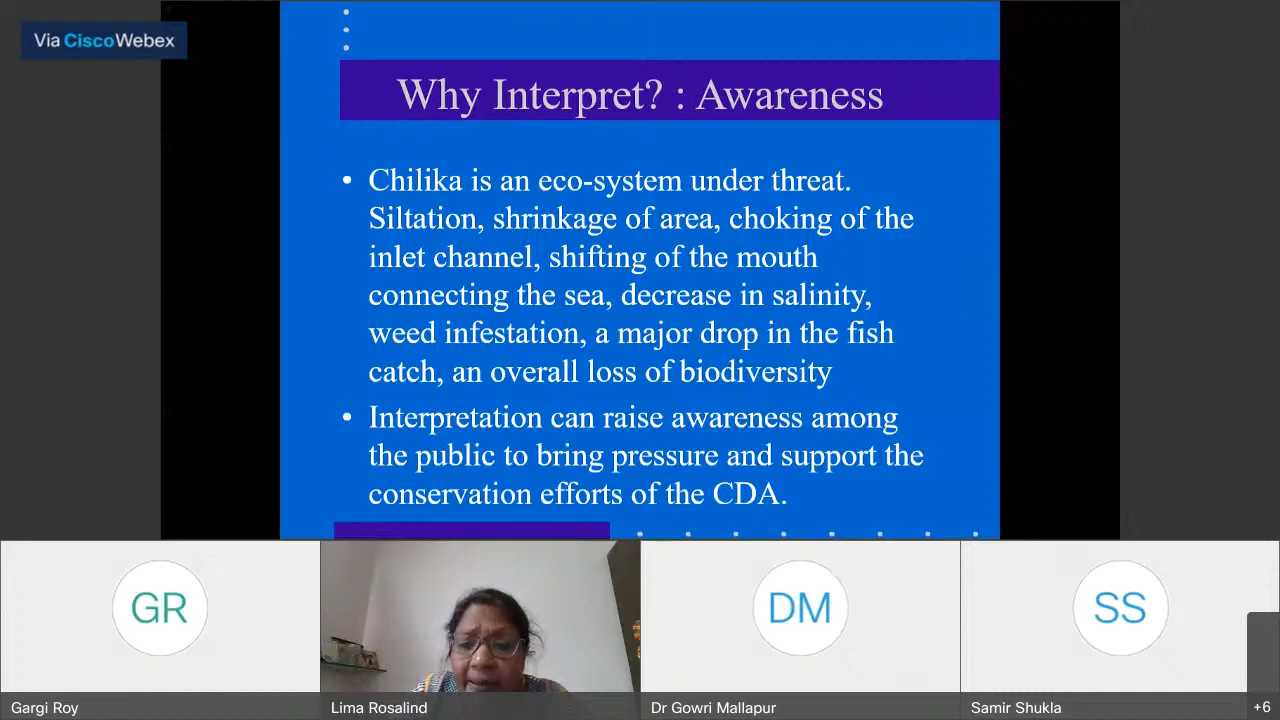 Via CiscoWebex
Why Interpret? : Awareness
• Chilika is an eco-system under threat.
Siltation, shrinkage of area, choking of the
inlet channel, shifting of the mouth
connecting the sea, decrease in salinity,
weed infestation, a major drop in the fish
catch, an overall loss of biodiversity
• Interpretation can raise awareness among
the public to bring pressure and support the
conservation efforts of the CDA.
GR
DM
SS
Gargi Roy
Lima Rosalind
Dr Gowri Mallapur
Samir Shukla
+6